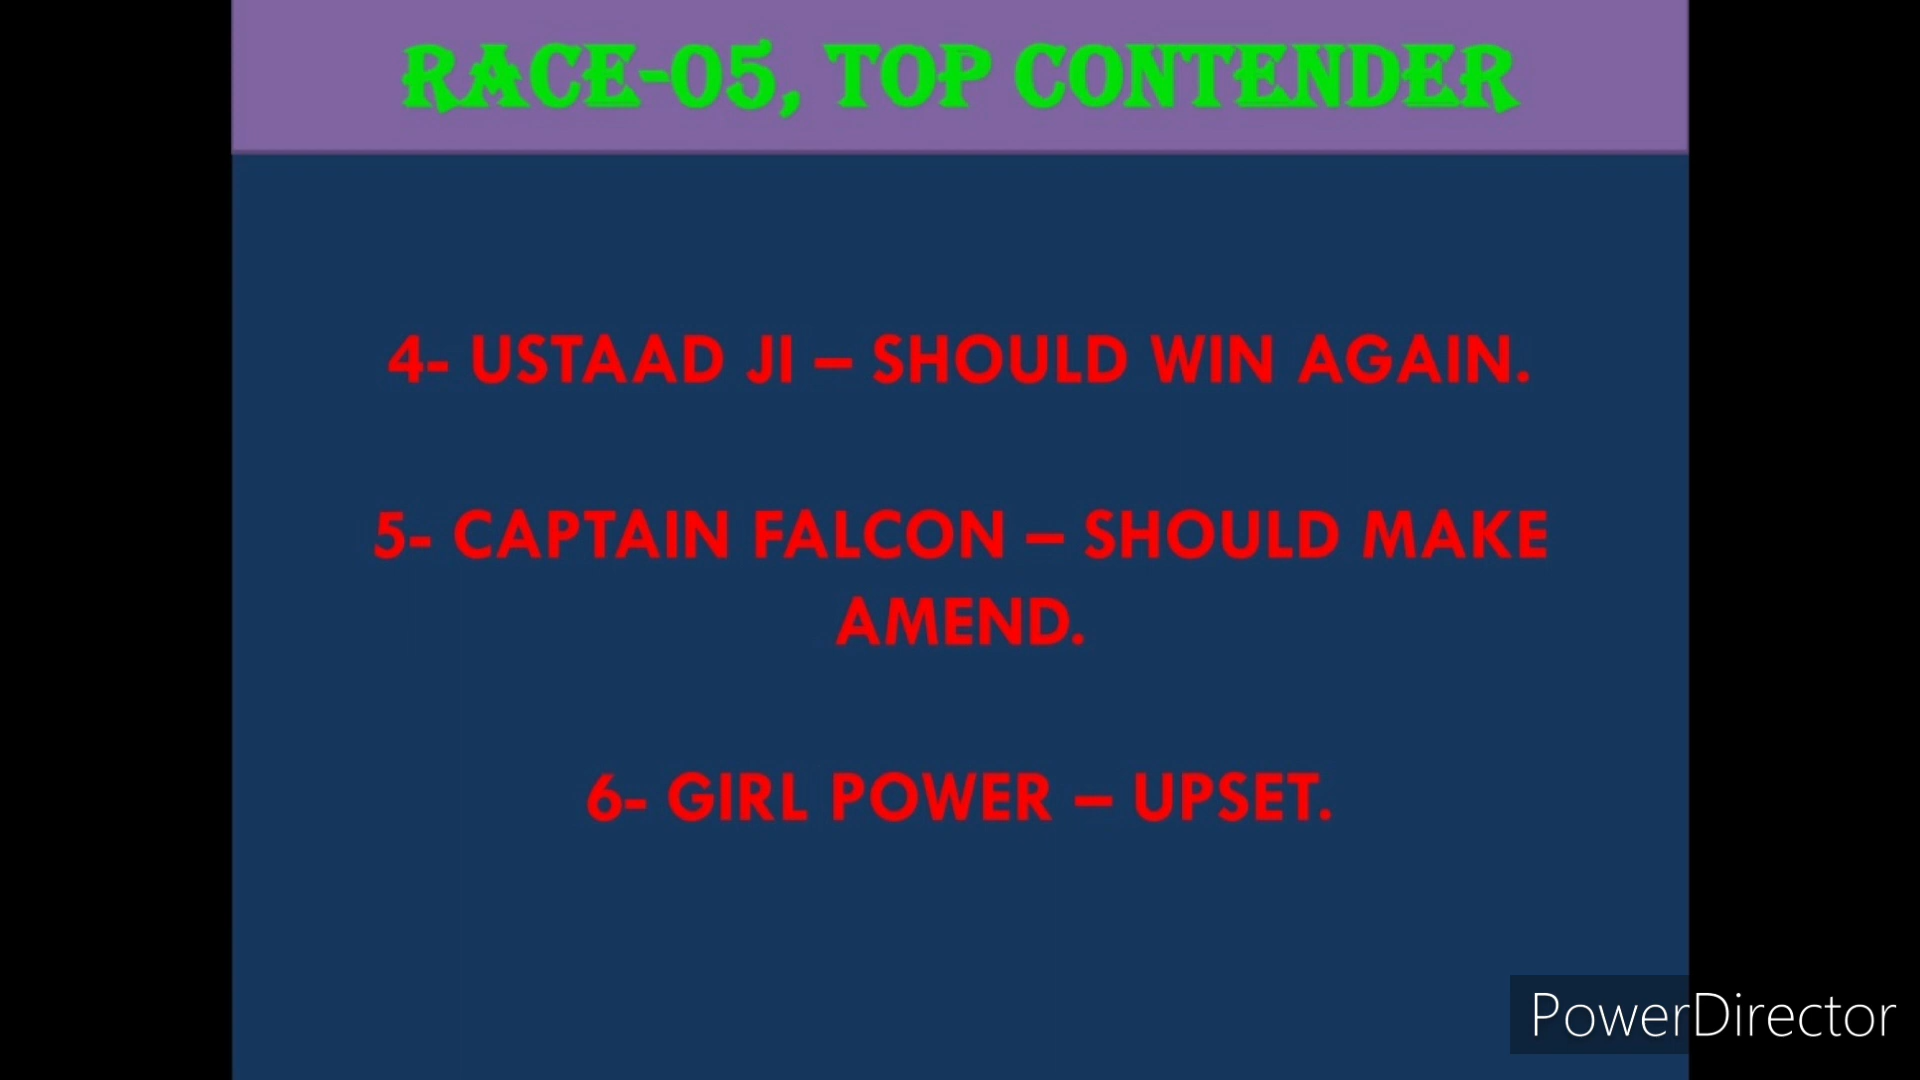 RACE-05, TOP CONTENDER
4- USTAAD JI – SHOULD WIN AGAIN.
5- CAPTAIN FALCON – SHOULD MAKE
AMEND.
6- GIRL POWER – UPSET.
PowerDirector